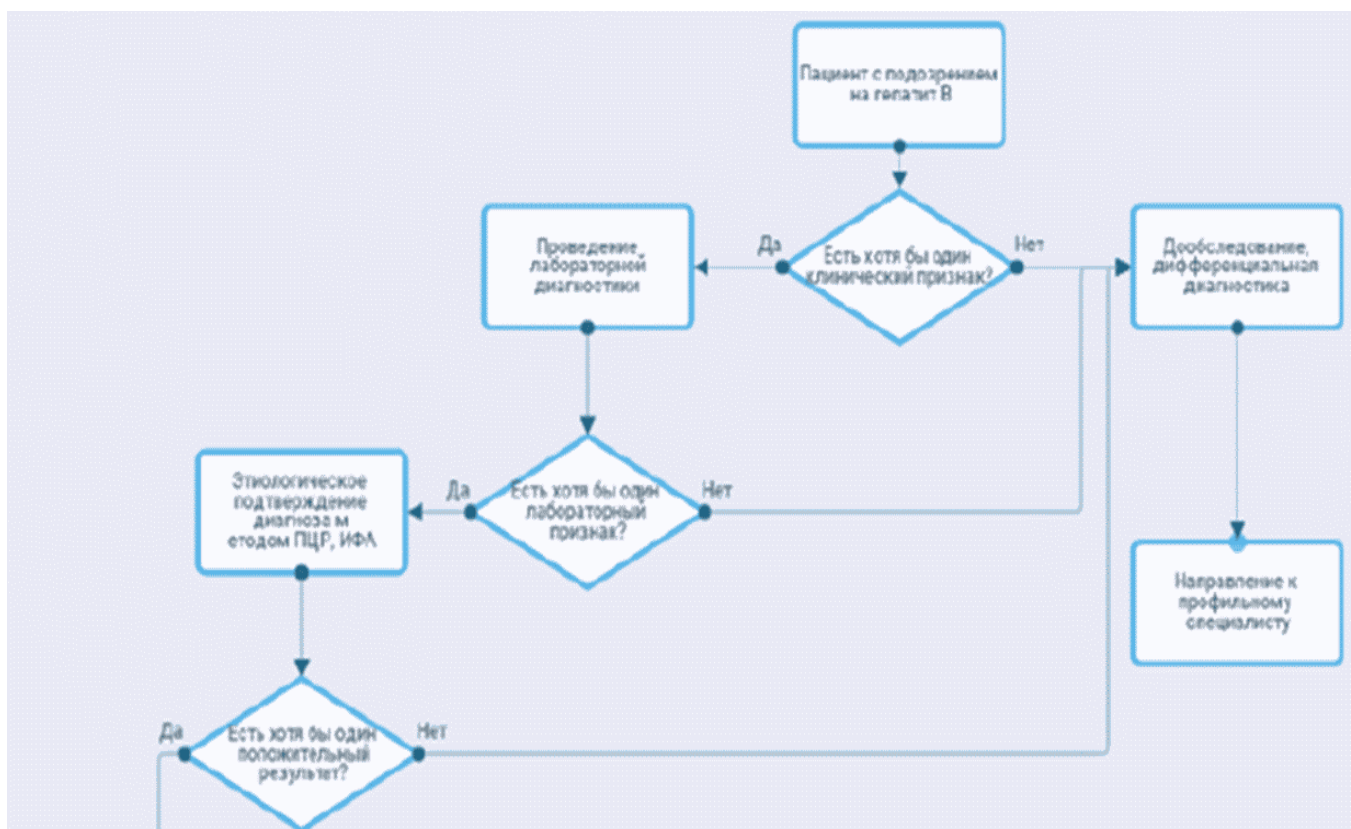 Пациент с подозрением
на гепатит В
Да
Есть хотя бы один
клинический признак?
Нет
Проведение
лабораторной
диагностики
Дообследование,
дифференциальная
диагностика
Да
Есть хотя бы один
лабораторный
признак?
Нет
Этиологическое
подтверждение
диагноза м
етодом ПЦР, ИФА
Направление к
профильному
специалисту
Да
Есть хотя бы один
положительный
результат?
Нет